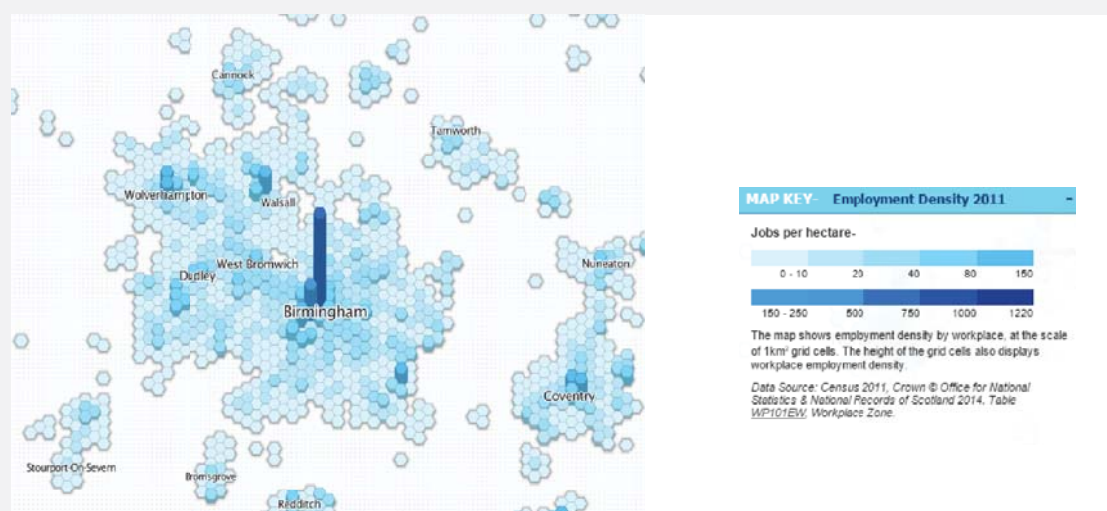 Cannock
Tamworth
Wolverhampton
Walsall
Dudley
West Bromwich
Nuneaton
Birmingham
Coventry
Stourport-On-Severn
Bromsgrove
Redditch
MAP KEY- Employment Density 2011 -
Jobs per hectare-
0 - 10 20 40 80 150
150 - 250 500 750 1000 1220
The map shows employment density by workplace, at the scale
of 1km² grid cells. The height of the grid cells also displays
workplace employment density.
Data Source: Census 2011, Crown © Office for National
Statistics & National Records of Scotland 2014, Table
WP101EW, Workplace Zone.